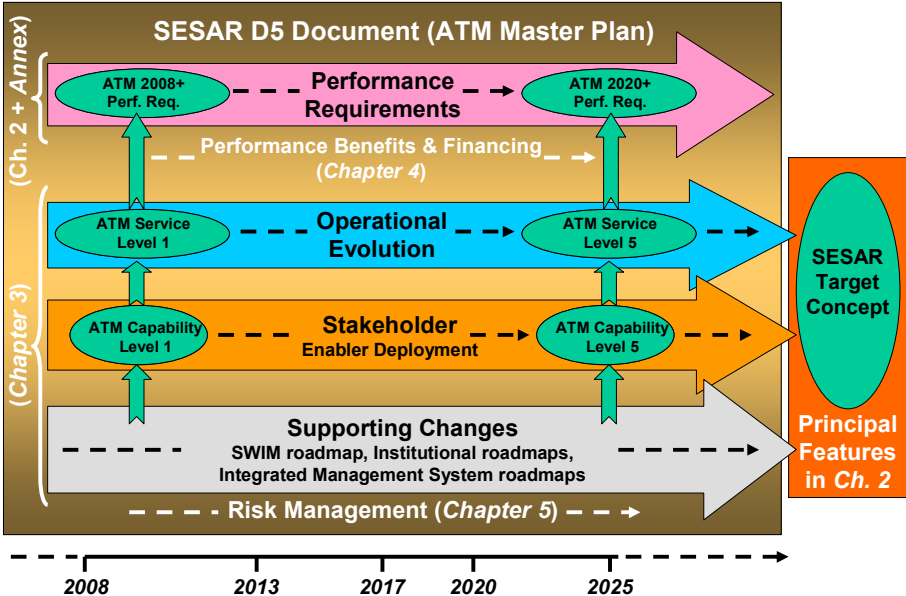 SESAR D5 Document (ATM Master Plan)
(Ch. 2 + Annex)
ATM 2008+
Perf. Req.
Performance
Requirements
ATM 2020+
Perf. Req.
Performance Benefits & Financing
(Chapter 4)
(Chapter 3)
ATM Service
Level 1
Operational
Evolution
ATM Service
Level 5
ATM Capability
Level 1
Stakeholder
Enabler Deployment
ATM Capability
Level 5
Supporting Changes
SWIM roadmap, Institutional roadmaps,
Integrated Management System roadmaps
Risk Management (Chapter 5)
SESAR
Target
Concept
Principal
Features
in Ch. 2
2008
2013
2017
2020
2025